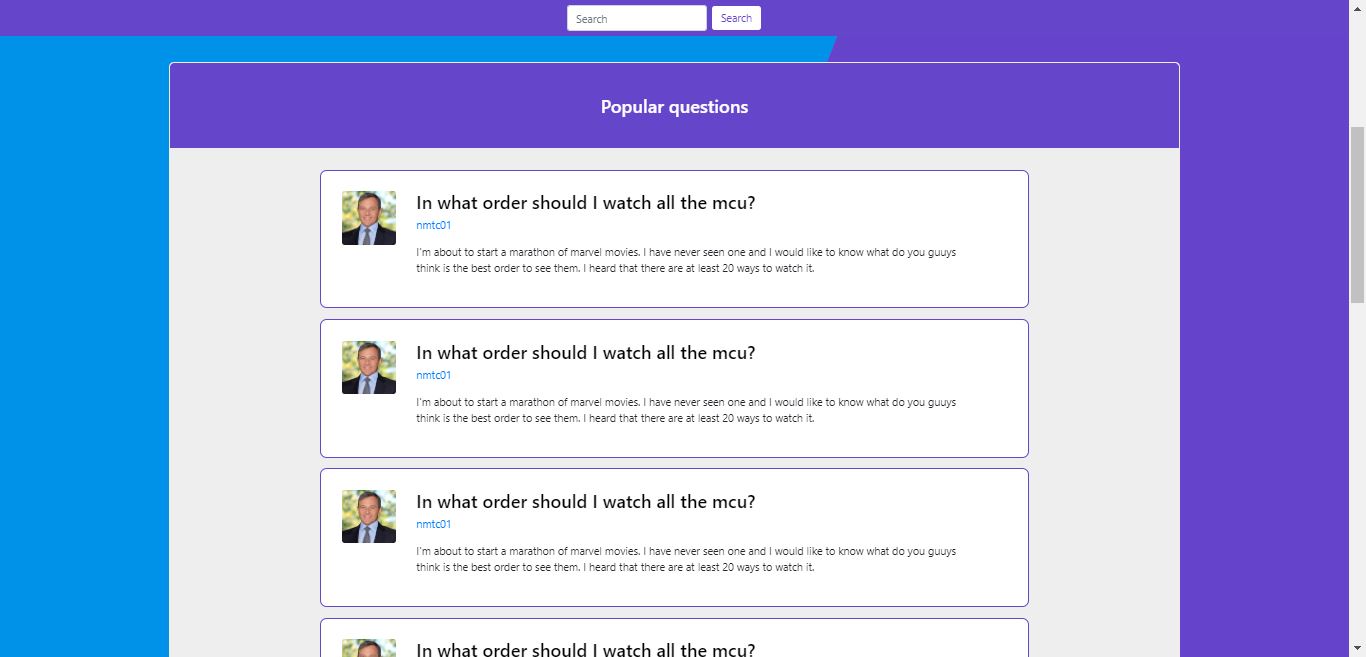 Search Search
Popular questions
In what order should I watch all the mcu?
nmtc01
I'm about to start a marathon of marvel movies. I have never seen one and I would like to know what do you guuys
think is the best order to see them. I heard that there are at least 20 ways to watch it.
In what order should I watch all the mcu?
nmtc01
I'm about to start a marathon of marvel movies. I have never seen one and I would like to know what do you guuys
think is the best order to see them. I heard that there are at least 20 ways to watch it.
In what order should I watch all the mcu?
nmtc01
I'm about to start a marathon of marvel movies. I have never seen one and I would like to know what do you guuys
think is the best order to see them. I heard that there are at least 20 ways to watch it.
In what order should I watch all the mcu?